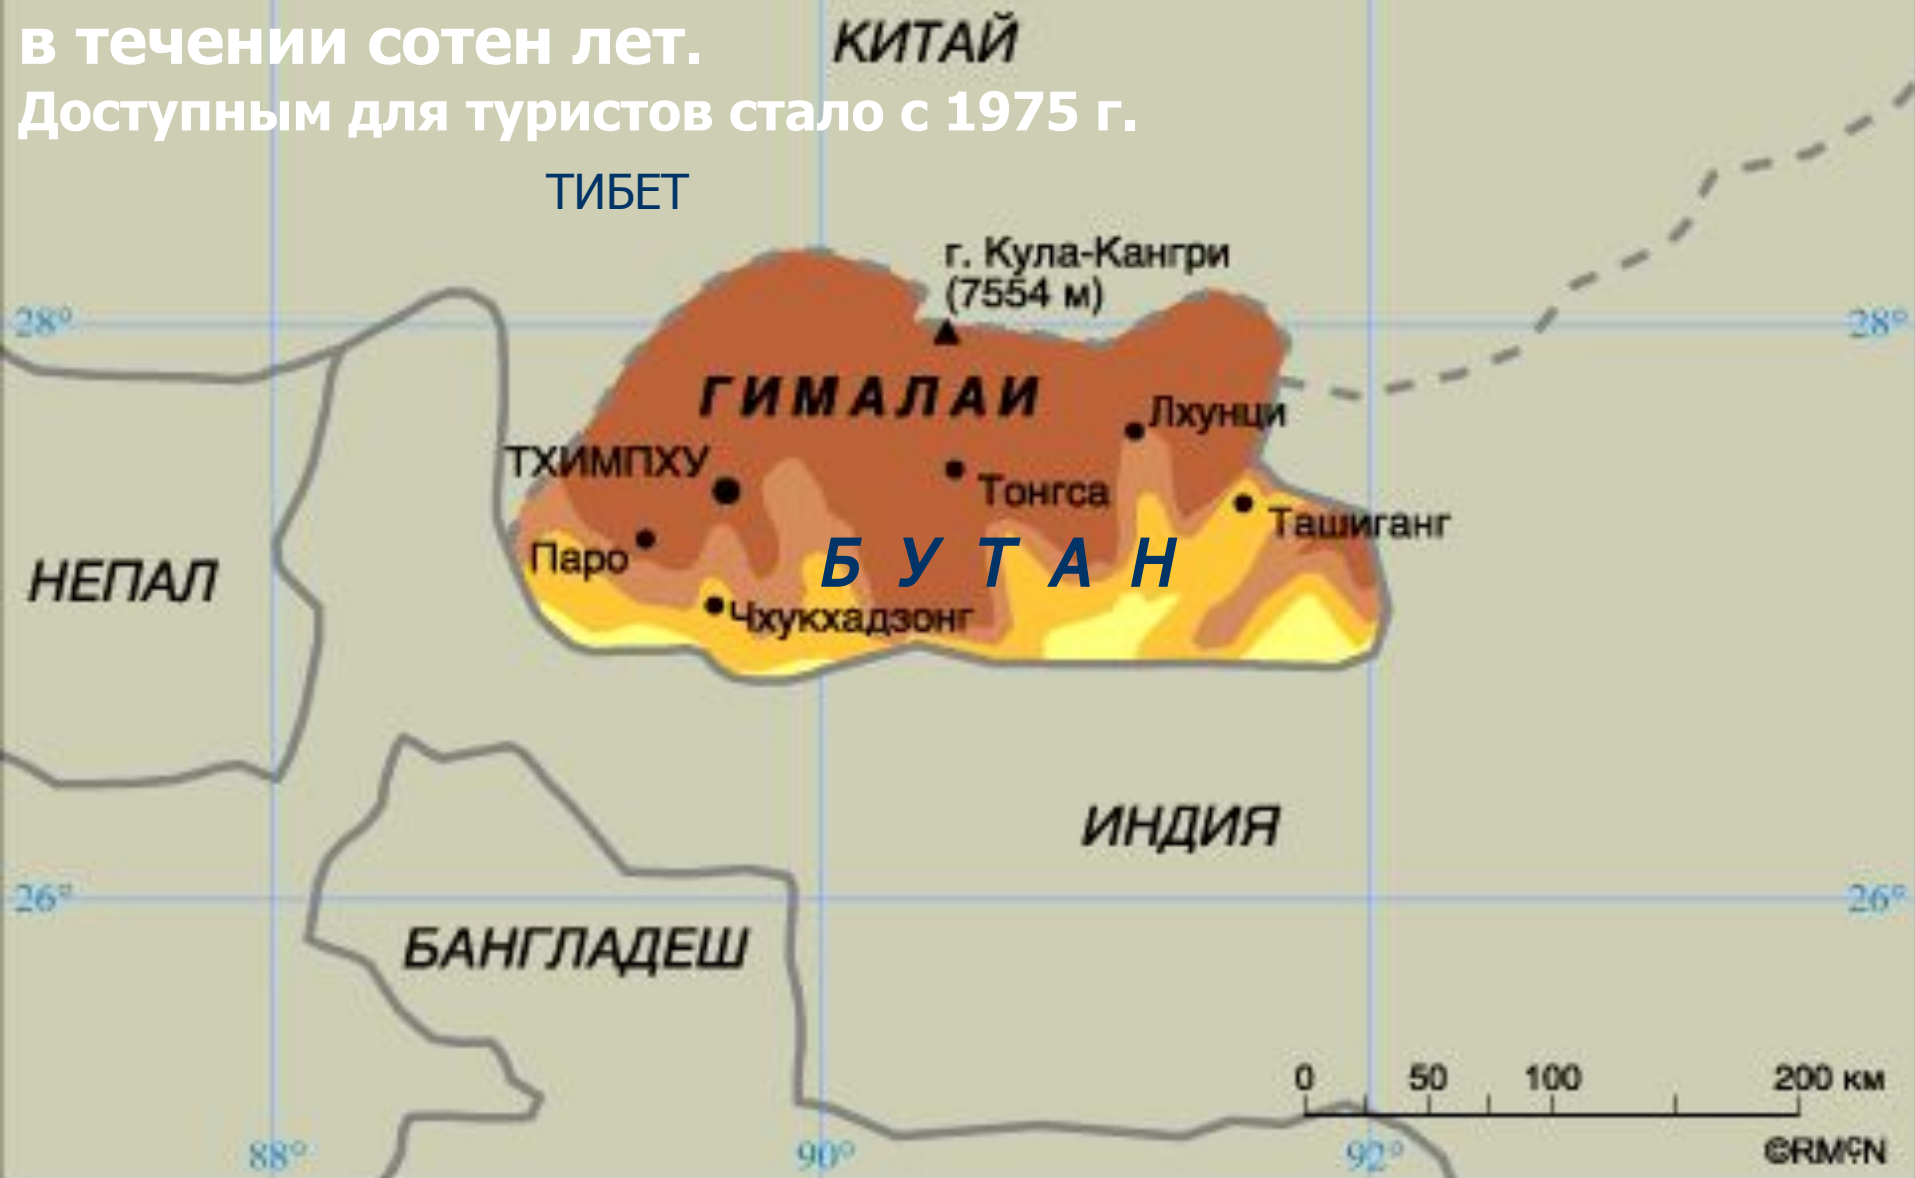 в течении сотен лет.
КИТАЙ
Доступным для туристов стало с 1975 г.
ТИБЕТ
г. Кула-Кангри
(7554 м)
28°
28°
ГИМАЛАИ
Лхунци
ТХИМПХУ
Тонгса
Ташиганг
Паро
БУТАН
НЕПАЛ
Чхукхадзонг
ИНДИЯ
26°
26°
БАНГЛАДЕШ
0 50 100 200 км
88°
90°
92°
©RMCN